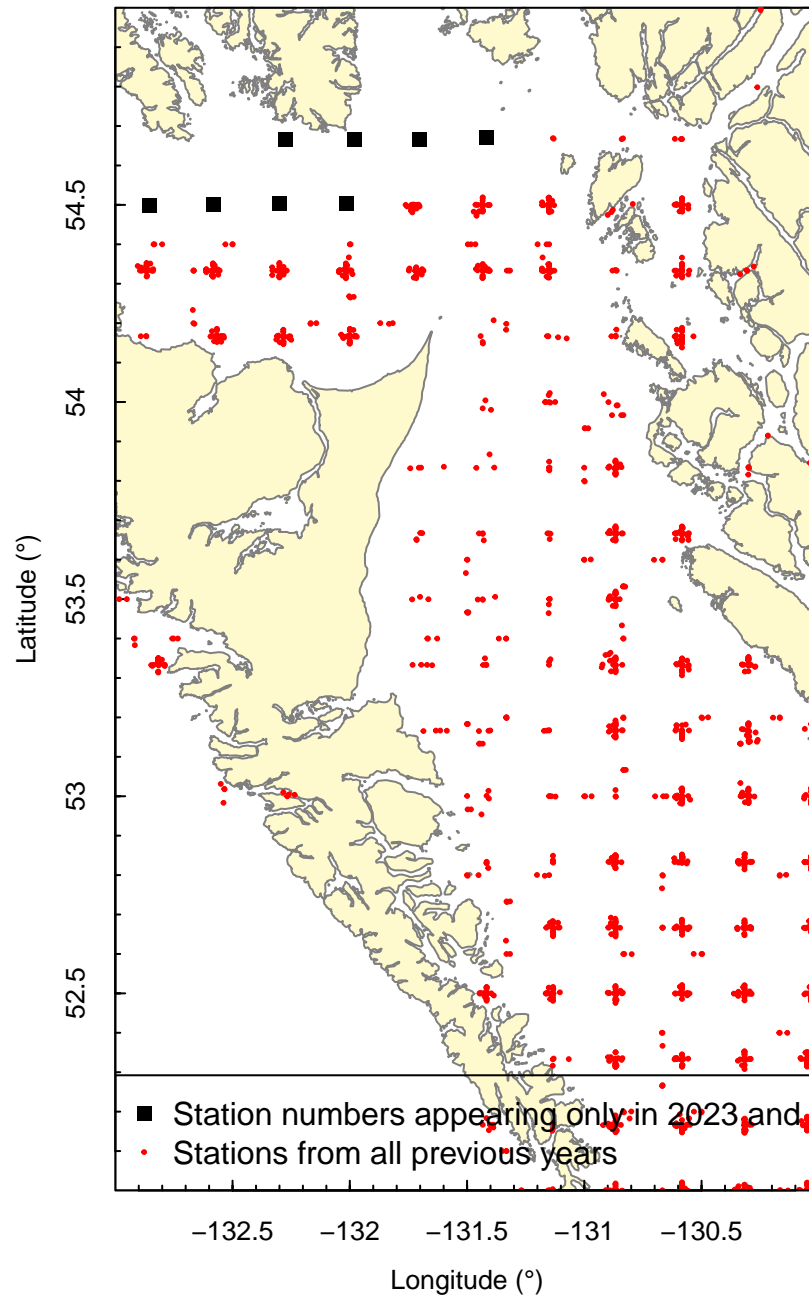 Latitude (°)
54.5
54
53.5
53
52.5
Station numbers appearing only in 2023 and
Stations from all previous years
−132.5 −132 −131.5 −131 −130.5
Longitude (°)